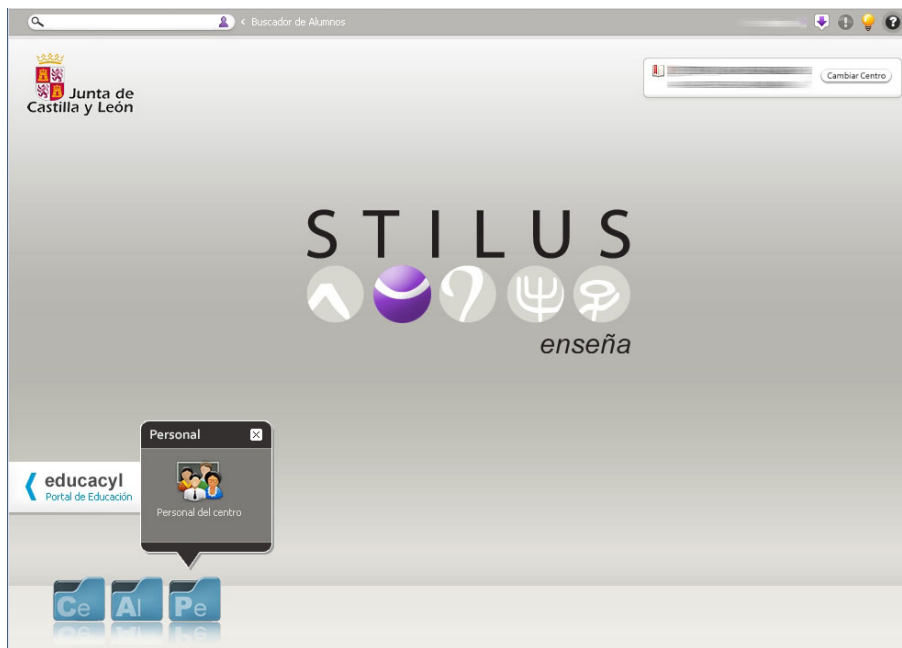 < Buscador de Alumnos
Junta de
Castilla y León
Cambiar Centro
STILUS
enseña
Personal
Personal del centro
educacyl
Portal de Educación
Ce Al Pe